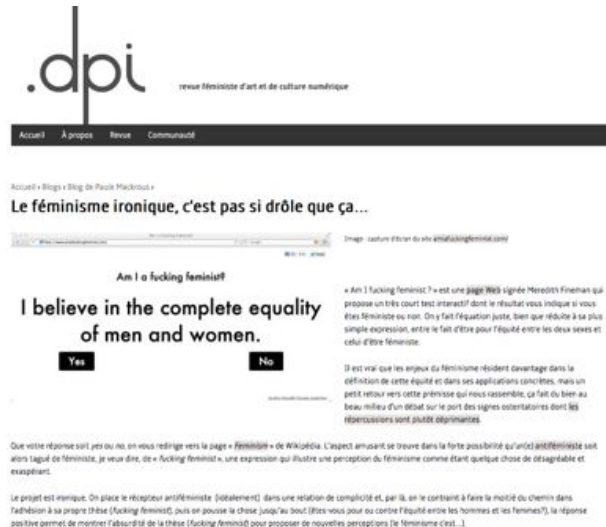 .dpi
revue féministe d'art et de culture numérique
Accueil À propos Revue Communauté
Accueil » Blogs » Blog de Paule Mackrous »
Le féminisme ironique, c'est pas si drôle que ça...
Image : capture d'écran du site amiafuckingfeminist.com/
Am I a fucking feminist?
I believe in the complete equality
of men and women.
Yes No
« Am I fucking feminist ? » est une page Web signée Meredith Fineman qui
propose un très court test interactif dont le résultat vous indique si vous
êtes féministe ou non. On y fait l'équation juste, bien que réduite à sa plus
simple expression, entre le fait d'être pour l'équité entre les deux sexes et
celui d'être féministe.
Il est vrai que les enjeux du féminisme résident davantage dans la
définition de cette équité et dans ses applications concrètes, mais un
petit retour vers cette prémisse qui nous rassemble, ça fait du bien au
beau milieu d'un débat sur le port des signes ostentatoires dont les
répercussions sont plutôt déprimantes.
Que votre réponse soit yes ou no, on vous redirige vers la page « Feminism » de Wikipédia. L'aspect amusant se trouve dans la forte possibilité qu'un(e) antiféministe soit
alors tagué de féministe, je veux dire, de « fucking feminist », une expression qui illustre une perception du féminisme comme étant quelque chose de désagréable et
exaspérant.
Le projet est ironique. On place le récepteur antiféministe (idéalement) dans une relation de complicité et, par là, on le contraint à faire la moitié du chemin dans
l'adhésion à sa propre thèse (fucking feminist), puis on pousse la chose jusqu'au bout (êtes-vous pour ou contre l'équité entre les hommes et les femmes?), la réponse
positive permet de montrer l'absurdité de la thèse (fucking feminist) pour proposer de nouvelles perceptions (le féminisme c'est...)